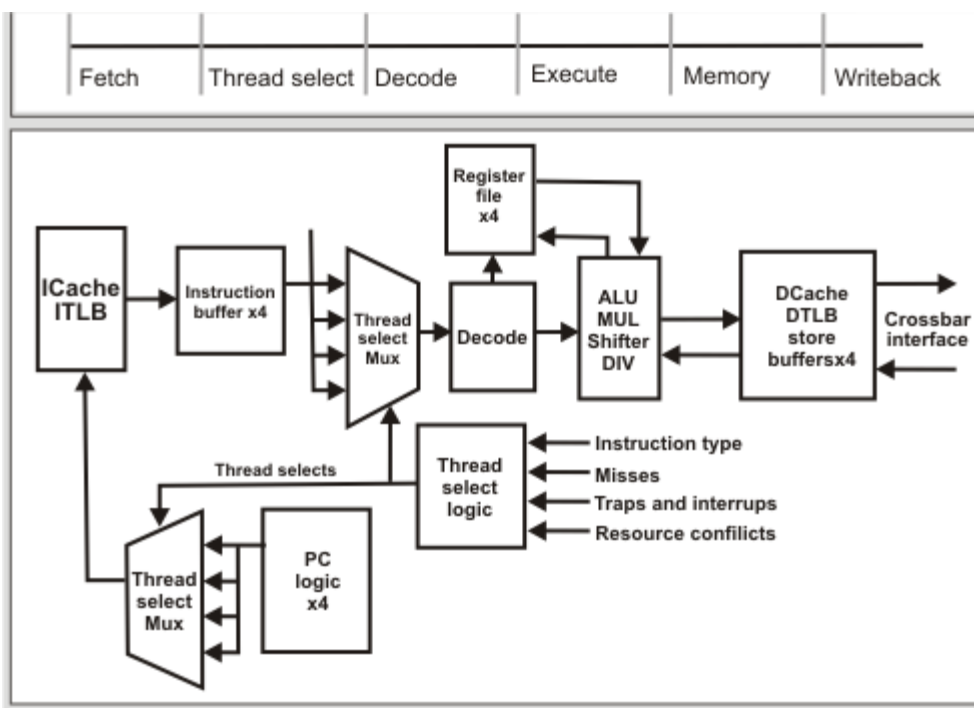 Fetch
Thread select
Decode
Execute
Memory
Writeback
Register
file
x4
ICache
ITLB
Instruction
buffer x4
Thread
select
Mux
Decode
ALU
MUL
Shifter
DIV
DCache
DTLB
store
buffersx4
Crossbar
interface
Thread selects
Thread
select
logic
Instruction type
Misses
Traps and interrups
Resource confilicts
Thread
select
Mux
PC
logic
x4